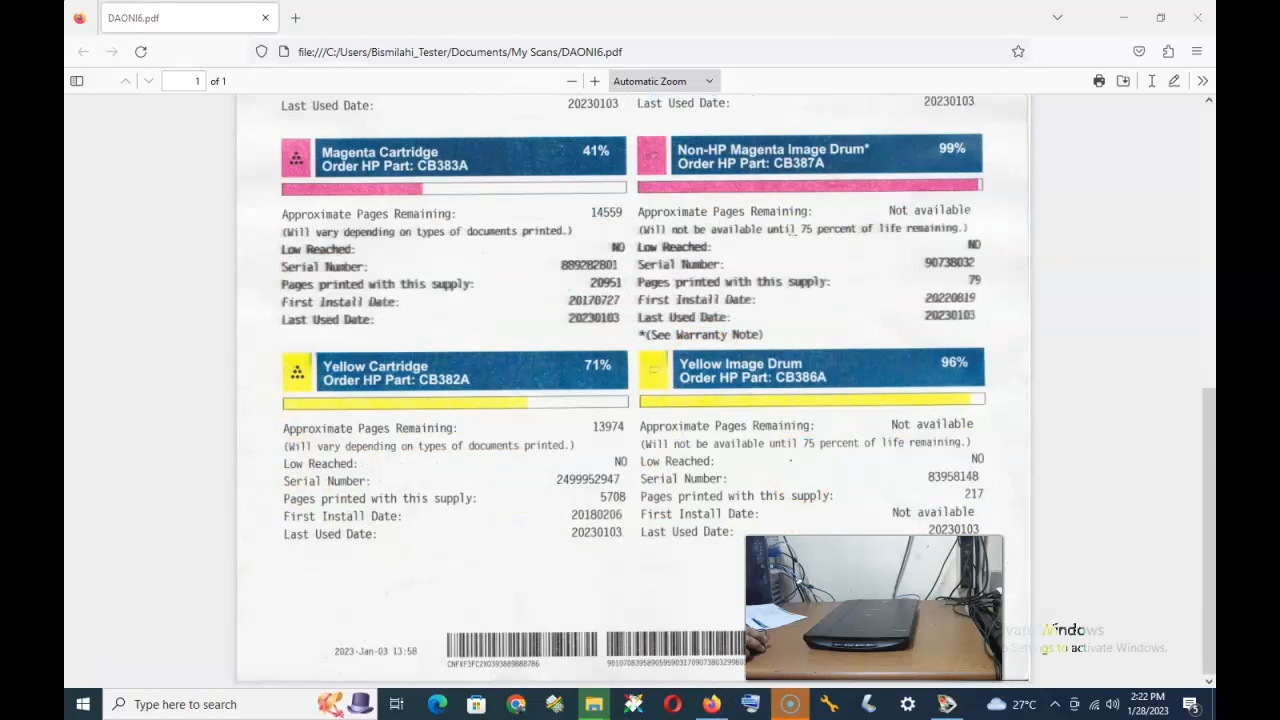 DAONI6.pdf
file:///C:/Users/Bismilahi_Tester/Documents/My Scans/DAONI6.pdf
1 of 1
Automatic Zoom
Last Used Date: 20230103
Last Used Date: 20230103
Magenta Cartridge 41%
Order HP Part: CB383A
Approximate Pages Remaining: 14559
(Will vary depending on types of documents printed.)
Low Reached: NO
Serial Number: 889282801
Pages printed with this supply: 20951
First Install Date: 20170727
Last Used Date: 20230103
Non-HP Magenta Image Drum* 99%
Order HP Part: CB387A
Approximate Pages Remaining: Not available
(Will not be available until 75 percent of life remaining.)
Low Reached: NO
Serial Number: 90738032
Pages printed with this supply: 79
First Install Date: 20220819
Last Used Date: 20230103
*(See Warranty Note)
Yellow Cartridge 71%
Order HP Part: CB382A
Approximate Pages Remaining: 13974
(Will vary depending on types of documents printed.)
Low Reached: NO
Serial Number: 2499952947
Pages printed with this supply: 5708
First Install Date: 20180206
Last Used Date: 20230103
Yellow Image Drum 96%
Order HP Part: CB386A
Approximate Pages Remaining: Not available
(Will not be available until 75 percent of life remaining.)
Low Reached: NO
Serial Number: 83958148
Pages printed with this supply: 217
First Install Date: Not available
Last Used Date: 20230103
2023-Jan-03 13:58
Windows
Settings to activate Windows.
Type here to search
27°C
2:22 PM
1/28/2023
5